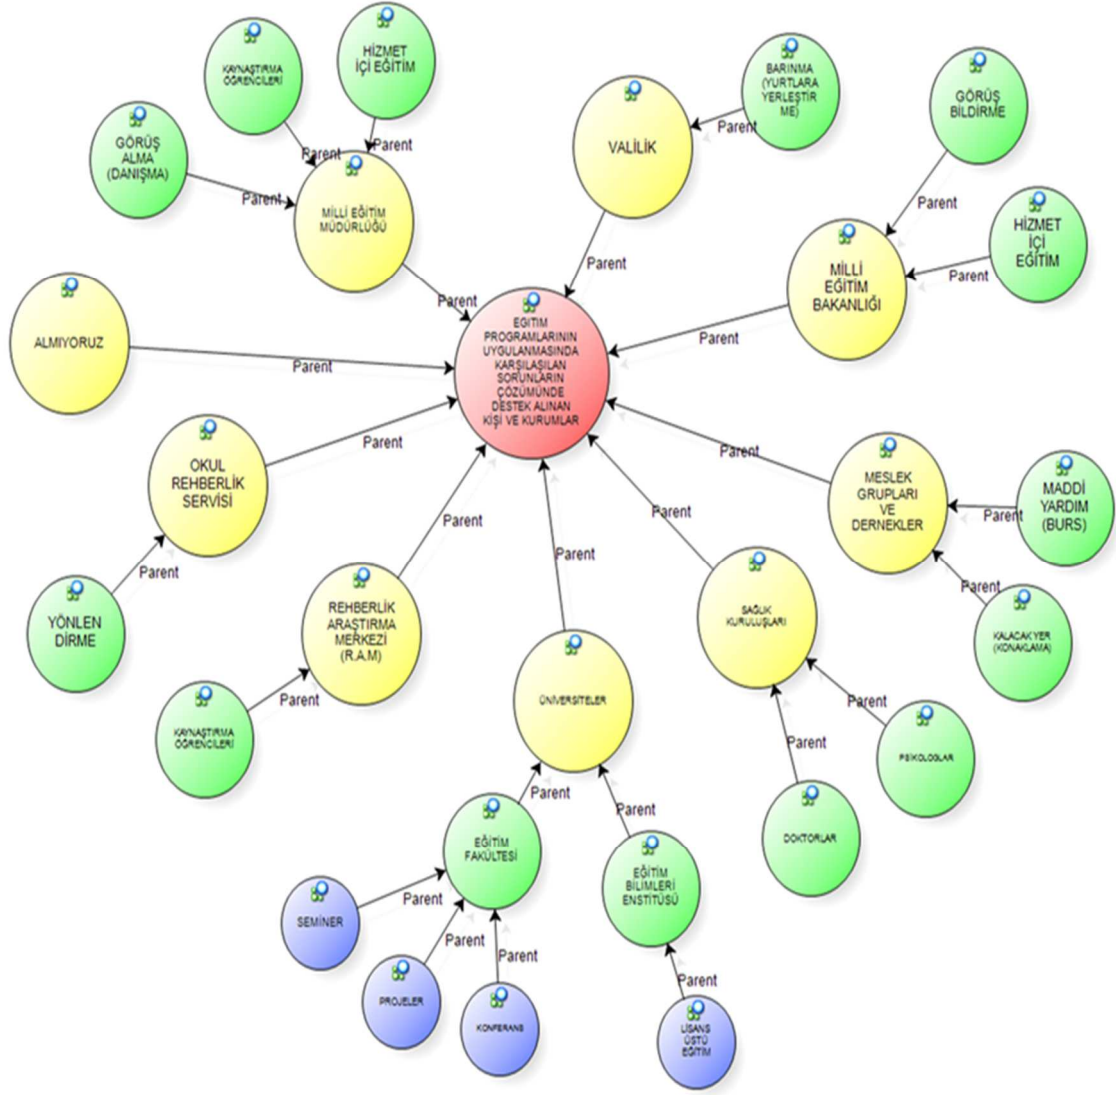 KAYNAŞTIRMA
ÖĞRENCİLERİ
HİZMET
İÇİ EĞİTİM
GÖRÜŞ
ALMA
(DANIŞMA)
Parent
Parent
Parent
MİLLİ EĞİTİM
MÜDÜRLÜĞÜ
Parent
VALİLİK
Parent
BARINMA
(YURTLARA
YERLEŞTİR
ME)
Parent
GÖRÜŞ
BİLDİRME
Parent
HİZMET
İÇİ
EĞİTİM
Parent
MİLLİ
EĞİTİM
BAKANLIĞI
Parent
ALMIYORUZ
Parent
EĞİTİM
PROGRAMLARININ
UYGULANMASINDA
KARŞILAŞILAN
SORUNLARIN
ÇÖZÜMÜNDE
DESTEK ALINAN
KİŞİ VE KURUMLAR
OKUL
REHBERLİK
SERVİSİ
Parent
YÖNLEN
DİRME
Parent
REHBERLİK
ARAŞTIRMA
MERKEZİ
(R.A.M)
Parent
KAYNAŞTIRMA
ÖĞRENCİLERİ
Parent
ÜNİVERSİTELER
Parent
SAĞLIK
KURULUŞLARI
Parent
MESLEK
GRUPLARI
VE
DERNEKLER
Parent
MADDİ
YARDIM
(BURS)
Parent
KALACAK YER
(KONAKLAMA)
Parent
PSİKOLOGLAR
Parent
DOKTORLAR
Parent
EĞİTİM
FAKÜLTESİ
Parent
EĞİTİM
BİLİMLERİ
ENSTİTÜSÜ
Parent
SEMİNER
Parent
PROJELER
Parent
KONFERANS
Parent
LİSANS
ÜSTÜ
EĞİTİM
Parent